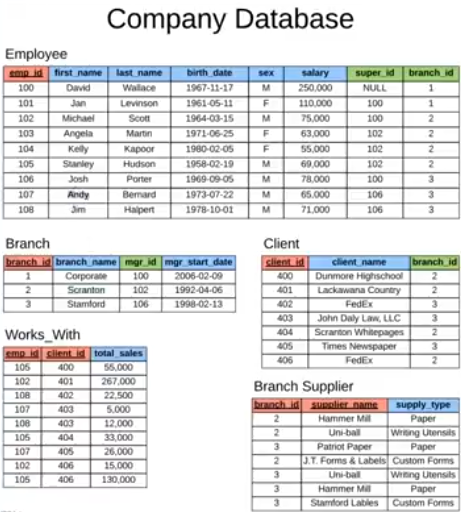 Company Database
Employee
emp_id first_name last_name birth_date sex salary super_id branch_id
100 David Wallace 1967-11-17 M 250,000 NULL 1
101 Jan Levinson 1961-05-11 F 110,000 100 1
102 Michael Scott 1964-03-15 M 75,000 100 2
103 Angela Martin 1971-06-25 F 63,000 102 2
104 Kelly Kapoor 1980-02-05 F 55,000 102 2
105 Stanley Hudson 1958-02-19 M 69,000 102 2
106 Josh Porter 1969-09-05 M 78,000 100 3
107 Andy Bernard 1973-07-22 M 65,000 106 3
108 Jim Halpert 1978-10-01 M 71,000 106 3
Branch
branch_id branch_name mgr_id mgr_start_date
1 Corporate 100 2006-02-09
2 Scranton 102 1992-04-06
3 Stamford 106 1998-02-13
Client
client_id client_name branch_id
400 Dunmore Highschool 2
401 Lackawana Country 2
402 FedEx 3
403 John Daly Law, LLC 3
404 Scranton Whitepages 2
405 Times Newspaper 3
406 FedEx 2
Works_With
emp_id client_id total_sales
105 400 55,000
102 401 267,000
108 402 22,500
107 403 5,000
108 403 12,000
105 404 33,000
107 405 26,000
102 406 15,000
105 406 130,000
Branch Supplier
branch_id supplier_name supply_type
2 Hammer Mill Paper
2 Uni-ball Writing Utensils
3 Patriot Paper Paper
2 J.T. Forms & Labels Custom Forms
3 Uni-ball Writing Utensils
3 Hammer Mill Paper
3 Stamford Lables Custom Forms